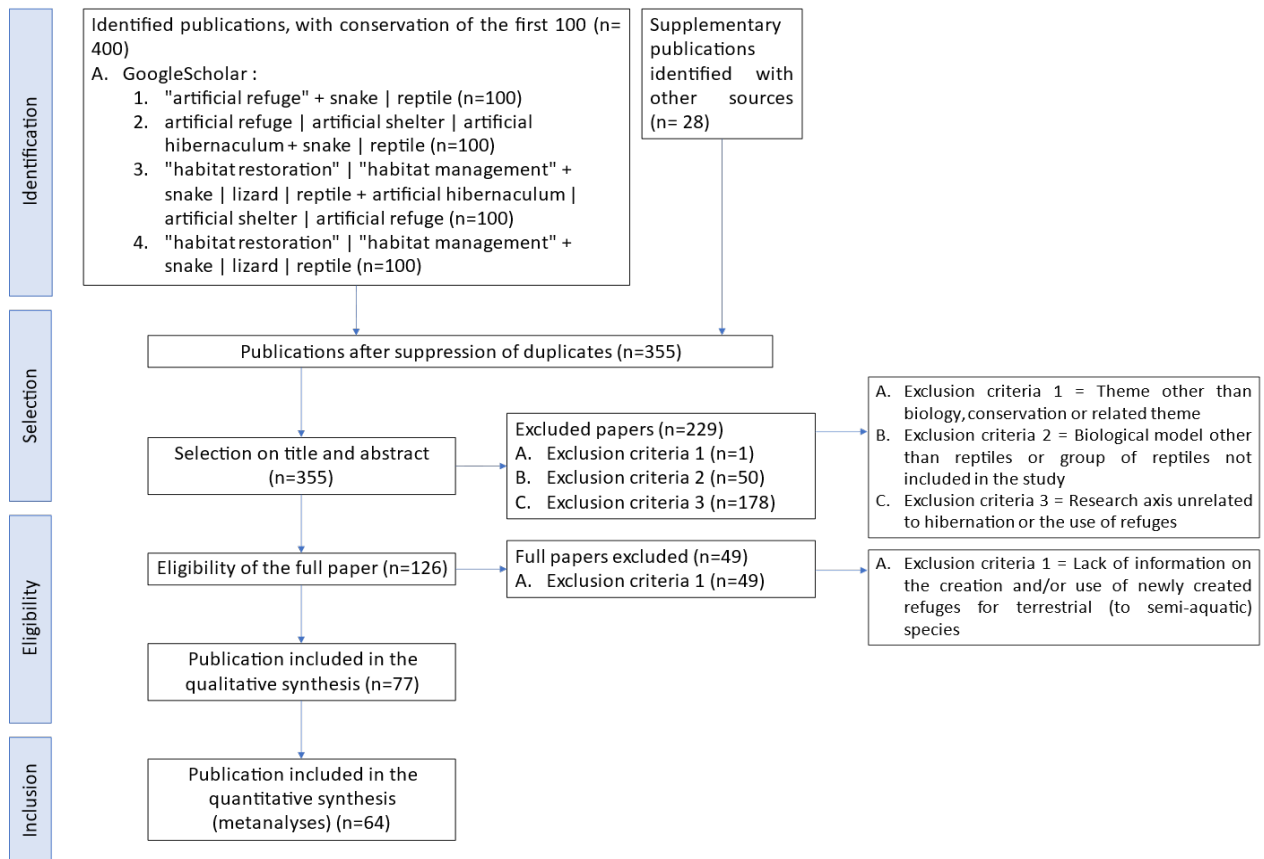 Identification
Identified publications, with conservation of the first 100 (n=
400)
A. GoogleScholar :
1. "artificial refuge" + snake | reptile (n=100)
2. artificial refuge | artificial shelter | artificial
hibernaculum + snake | reptile (n=100)
3. "habitat restoration" | "habitat management" +
snake | lizard | reptile + artificial hibernaculum |
artificial shelter | artificial refuge (n=100)
4. "habitat restoration" | "habitat management" +
snake | lizard | reptile (n=100)
Supplementary
publications
identified with
other sources
(n= 28)
Selection
Publications after suppression of duplicates (n=355)
Selection on title and abstract
(n=355)
Excluded papers (n=229)
A. Exclusion criteria 1 (n=1)
B. Exclusion criteria 2 (n=50)
C. Exclusion criteria 3 (n=178)
A. Exclusion criteria 1 = Theme other than
biology, conservation or related theme
B. Exclusion criteria 2 = Biological model other
than reptiles or group of reptiles not
included in the study
C. Exclusion criteria 3 = Research axis unrelated
to hibernation or the use of refuges
Eligibility
Eligibility of the full paper (n=126)
Full papers excluded (n=49)
A. Exclusion criteria 1 (n=49)
A. Exclusion criteria 1 = Lack of information on
the creation and/or use of newly created
refuges for terrestrial (to semi-aquatic)
species
Publication included in the
qualitative synthesis (n=77)
Inclusion
Publication included in the
quantitative synthesis
(metanalyses) (n=64)